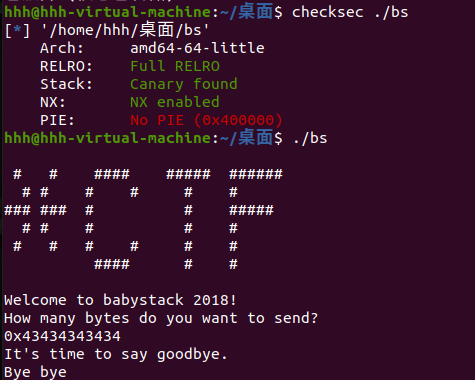 hhh@hhh-virtual-machine:~/桌面$ checksec ./bs
[*] '/home/hhh/桌面/bs'
    Arch:     amd64-64-little
    RELRO:    Full RELRO
    Stack:    Canary found
    NX:       NX enabled
    PIE:      No PIE (0x400000)
hhh@hhh-virtual-machine:~/桌面$ ./bs
 #   #    ####    #####  ######
  # #    #    #     #    #
### ###  #          #    #####
  # #    #          #    #
 #   #   #    #     #    #
          ####      #    #
Welcome to babystack 2018!
How many bytes do you want to send?
0x43434343434
It's time to say goodbye.
Bye bye